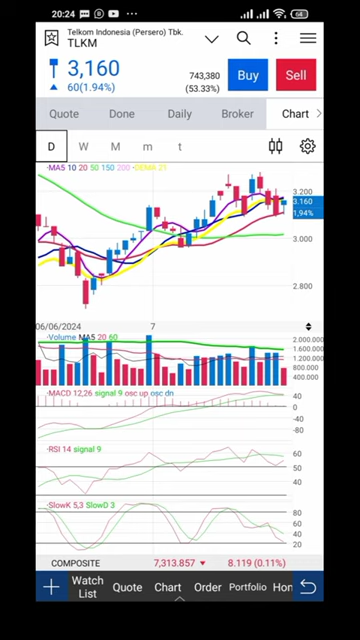 20:24
64
Telkom Indonesia (Persero) Tbk.
TLKM
3,160
60(1.94%)
743,380
(53.33%)
Buy
Sell
Quote Done Daily Broker Chart
D W M m t
MA5 10 20 50 150 200
3.200
3.160
1,94%
3.000
2.800
06/06/2024 7
Volume MA5 20 60
2.000.000
1.600.000
1.200.000
800.000
400.000
MACD 12,26 signal 9 osc up osc dn
40
0
-40
-80
RSI 14 signal 9
50
40
30
SlowK 5,3 SlowD 3
80
60
40
20
COMPOSITE 7,313.857 8.119 (0.11%)
Watch List Quote Chart Order Portfolio Hon